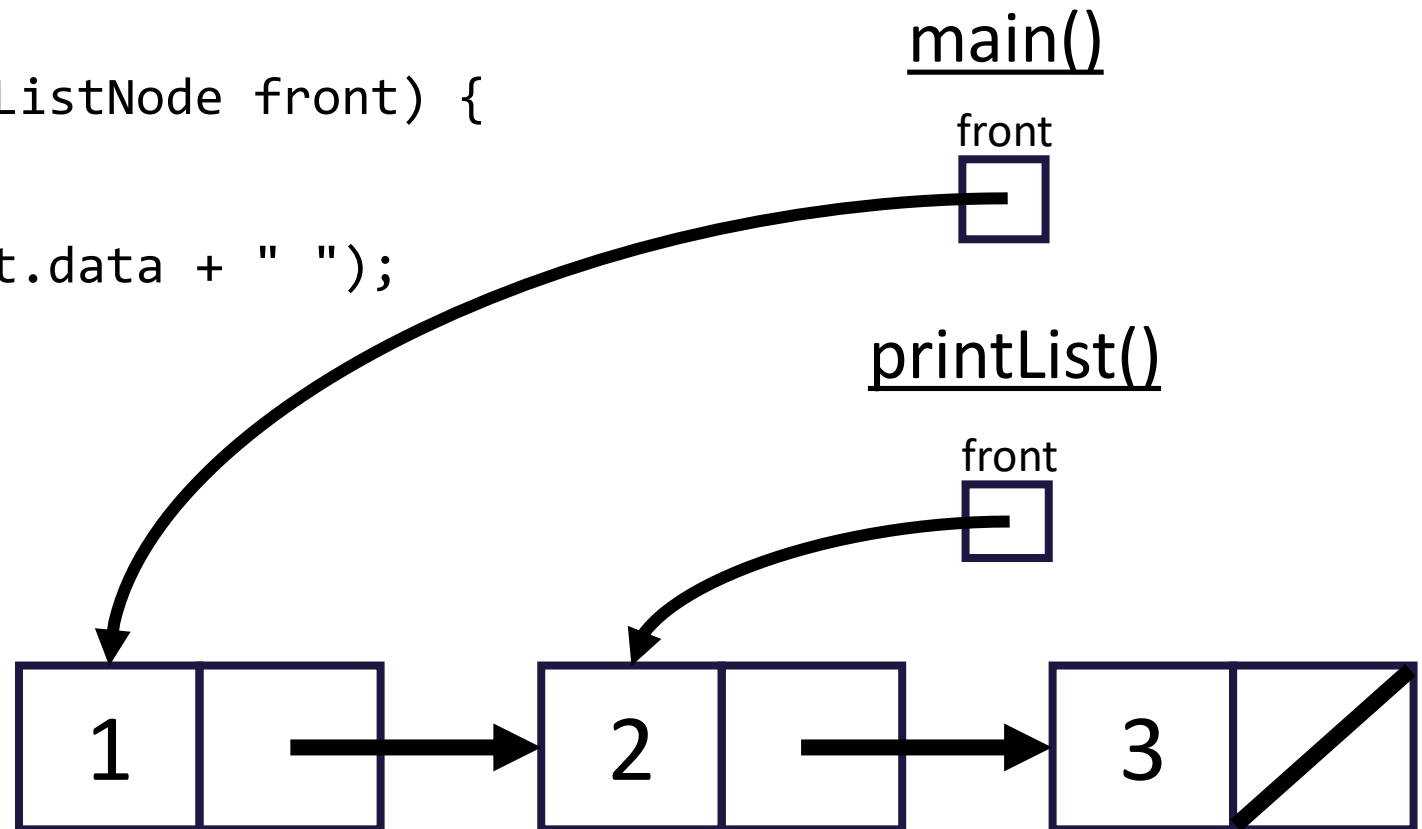 main()
ListNode front) {
front
t.data + " ");
printList()
front
1 2 3